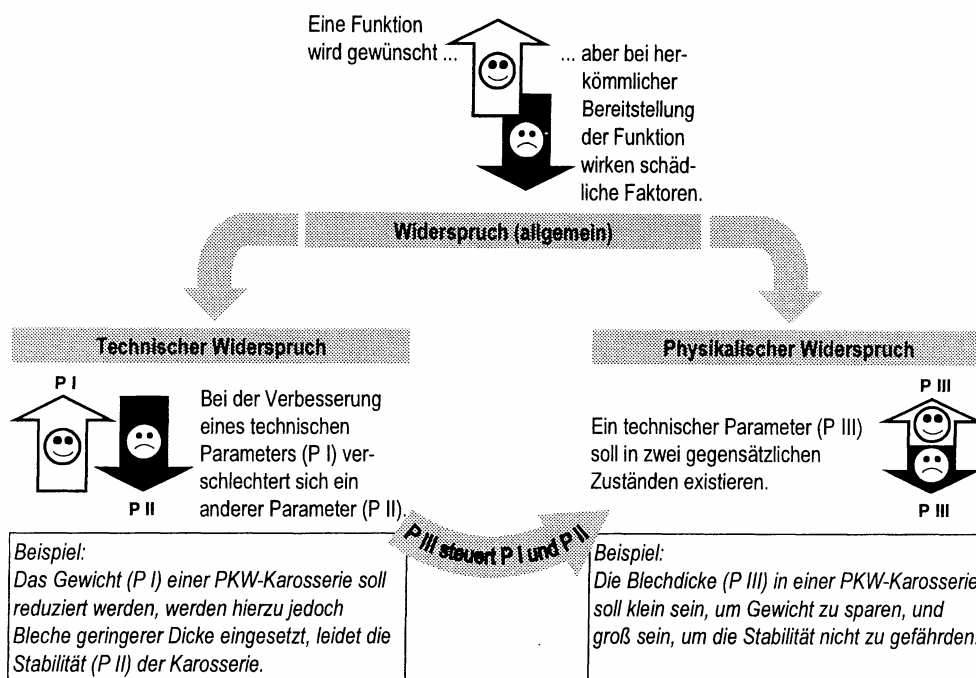 Eine Funktion
wird gewünscht ...
... aber bei her-
kömmlicher
Bereitstellung
der Funktion
wirken schäd-
liche Faktoren.
Widerspruch (allgemein)
Technischer Widerspruch
P I
P II
Bei der Verbesserung
eines technischen
Parameters (P I) ver-
schlechtert sich ein
anderer Parameter (P II).
Beispiel:
Das Gewicht (P I) einer PKW-Karosserie soll
reduziert werden, werden hierzu jedoch
Bleche geringerer Dicke eingesetzt, leidet die
Stabilität (P II) der Karosserie.
P III steuert P I und P II
Physikalischer Widerspruch
Ein technischer Parameter (P III)
soll in zwei gegensätzlichen
Zuständen existieren.
P III
P III
Beispiel:
Die Blechdicke (P III) in einer PKW-Karosserie
soll klein sein, um Gewicht zu sparen, und
groß sein, um die Stabilität nicht zu gefährden.